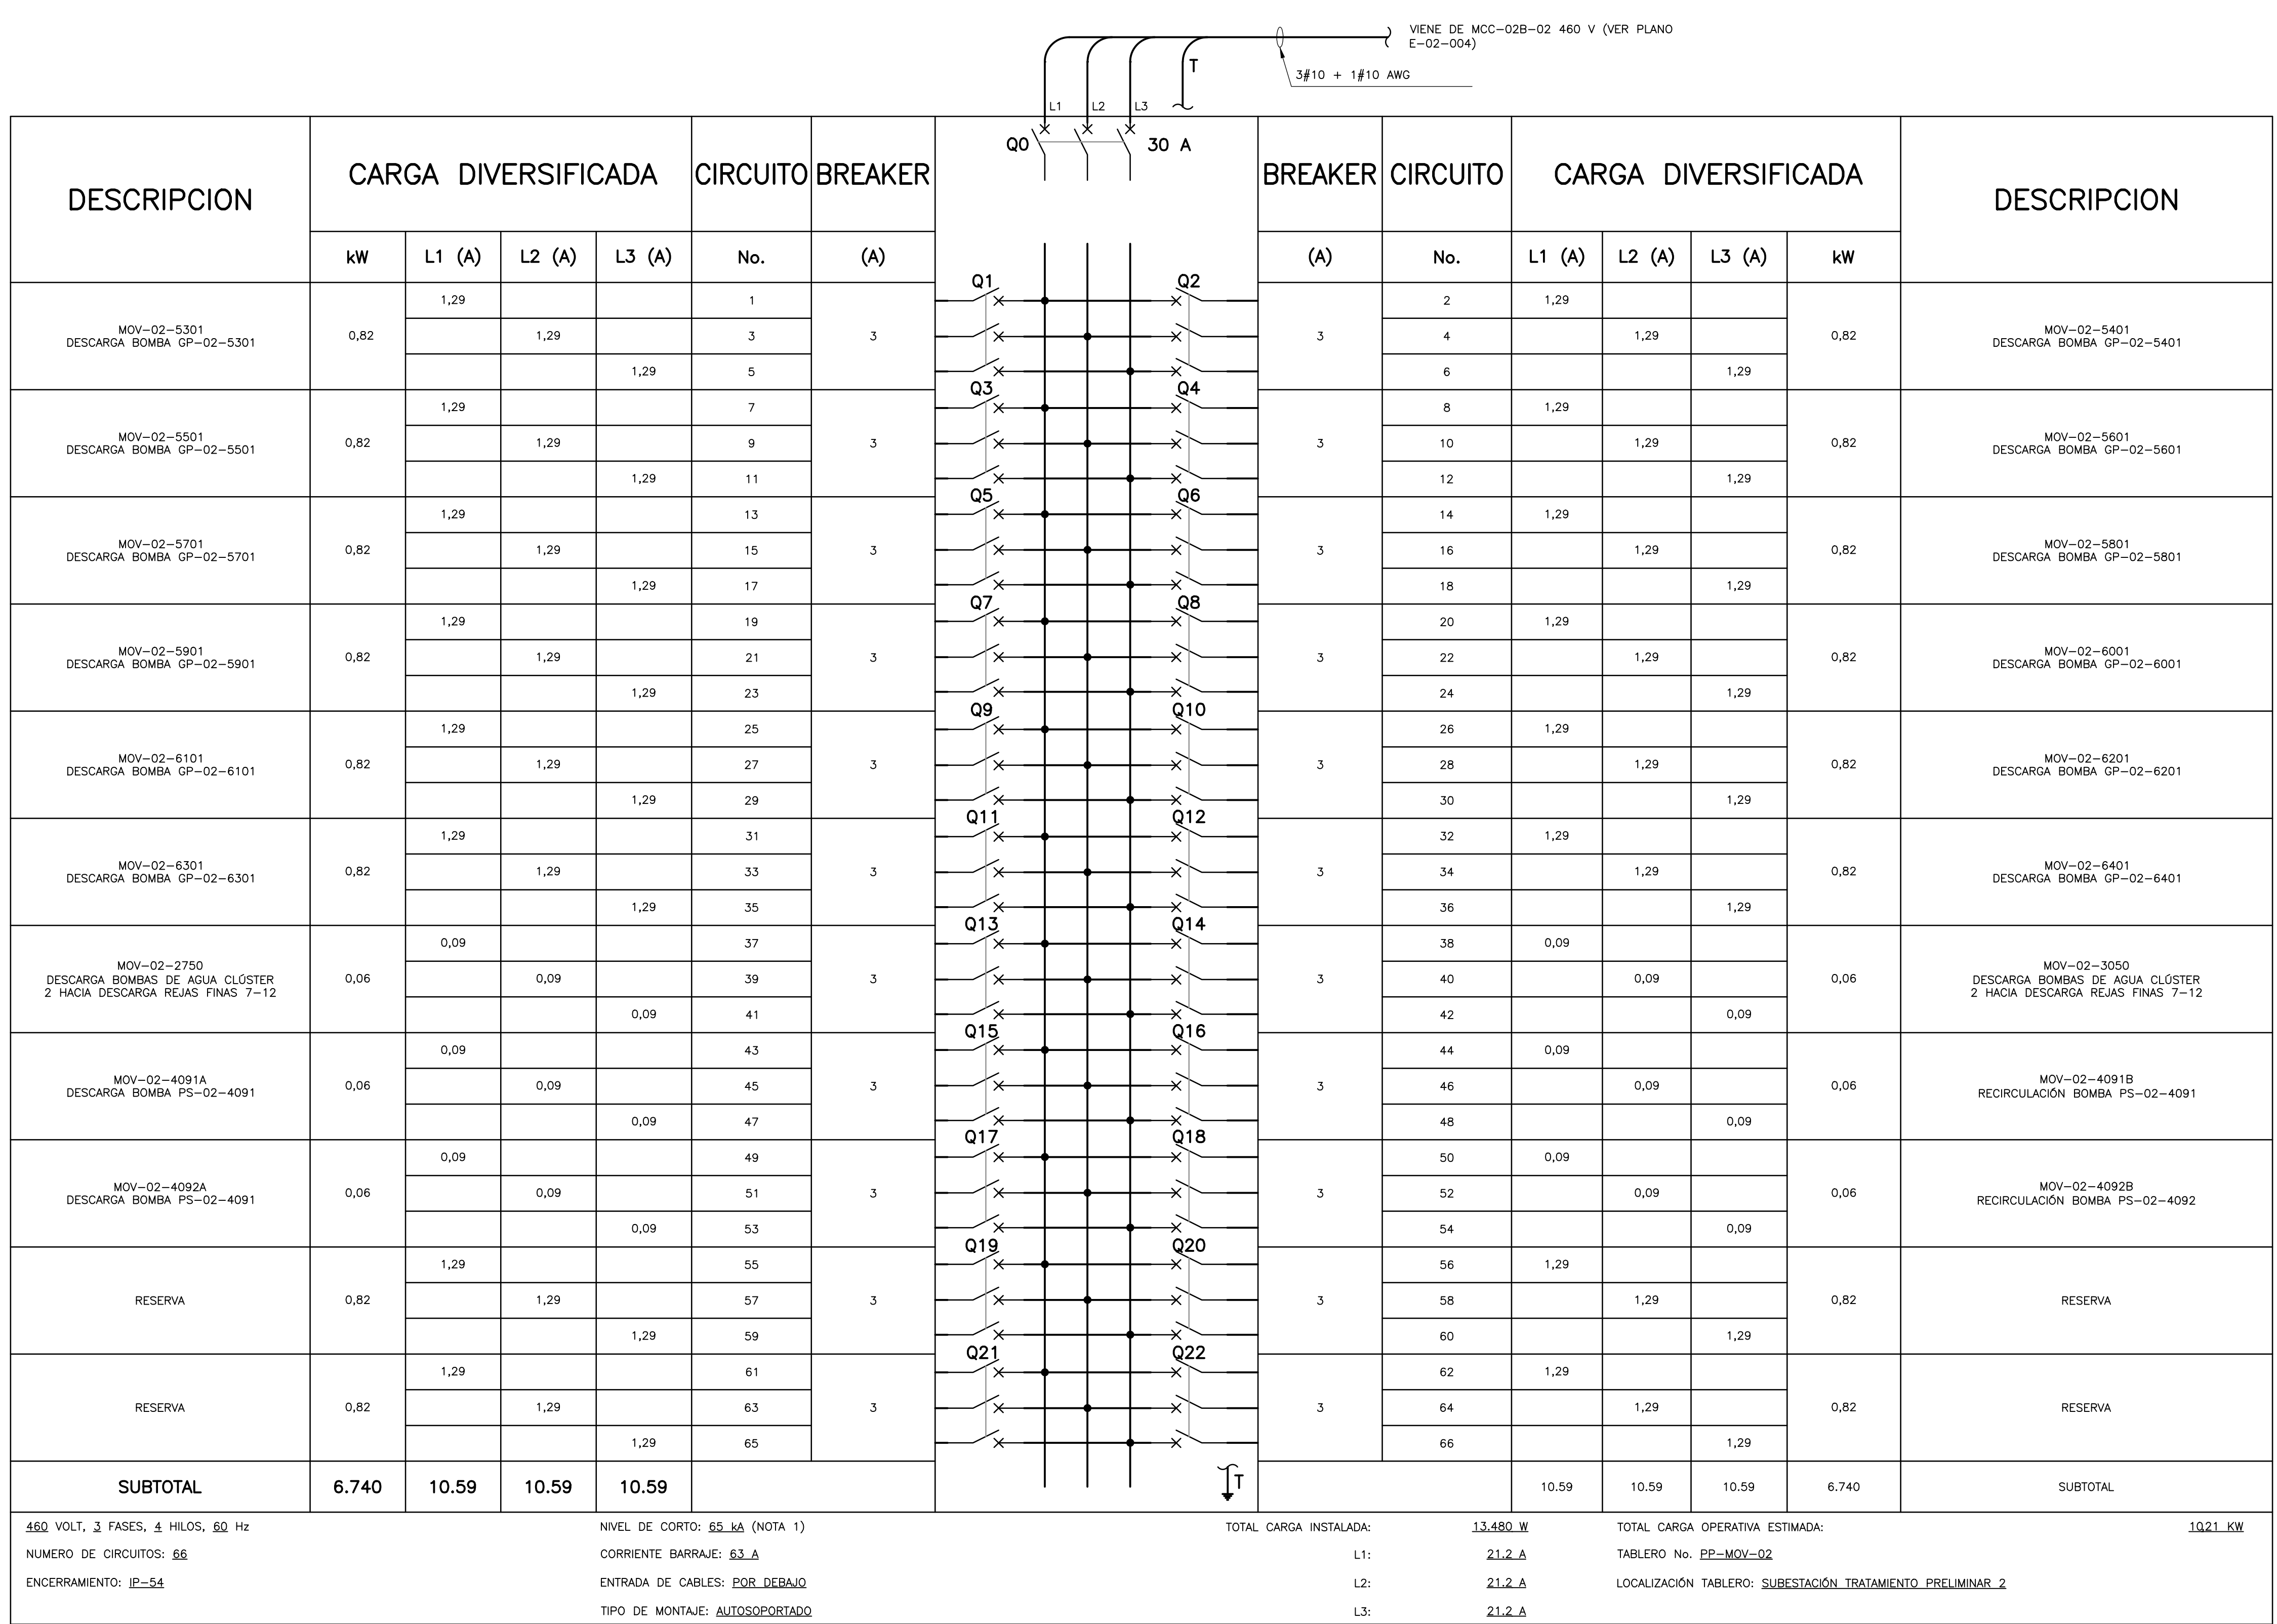 VIENE DE MCC-02B-02 460 V (VER PLANO
E-02-004)
T
3#10 + 1#10 AWG
L1 L2 L3
Q0 30 A
DESCRIPCION CARGA DIVERSIFICADA CIRCUITO BREAKER BREAKER CIRCUITO CARGA DIVERSIFICADA DESCRIPCION
kW L1 (A) L2 (A) L3 (A) No. (A) (A) No. L1 (A) L2 (A) L3 (A) kW
Q1 Q2
1,29 1 2 1,29
MOV-02-5301
DESCARGA BOMBA GP-02-5301
0,82 1,29 3 3 3 4 1,29 0,82
MOV-02-5401
DESCARGA BOMBA GP-02-5401
1,29 5 6 1,29
Q3 Q4
1,29 7 8 1,29
MOV-02-5501
DESCARGA BOMBA GP-02-5501
0,82 1,29 9 3 3 10 1,29 0,82
MOV-02-5601
DESCARGA BOMBA GP-02-5601
1,29 11 12 1,29
Q5 Q6
1,29 13 14 1,29
MOV-02-5701
DESCARGA BOMBA GP-02-5701
0,82 1,29 15 3 3 16 1,29 0,82
MOV-02-5801
DESCARGA BOMBA GP-02-5801
1,29 17 18 1,29
Q7 Q8
1,29 19 20 1,29
MOV-02-5901
DESCARGA BOMBA GP-02-5901
0,82 1,29 21 3 3 22 1,29 0,82
MOV-02-6001
DESCARGA BOMBA GP-02-6001
1,29 23 24 1,29
Q9 Q10
1,29 25 26 1,29
MOV-02-6101
DESCARGA BOMBA GP-02-6101
0,82 1,29 27 3 3 28 1,29 0,82
MOV-02-6201
DESCARGA BOMBA GP-02-6201
1,29 29 30 1,29
Q11 Q12
1,29 31 32 1,29
MOV-02-6301
DESCARGA BOMBA GP-02-6301
0,82 1,29 33 3 3 34 1,29 0,82
MOV-02-6401
DESCARGA BOMBA GP-02-6401
1,29 35 36 1,29
Q13 Q14
0,09 37 38 0,09
MOV-02-2750
DESCARGA BOMBAS DE AGUA CLÚSTER
2 HACIA DESCARGA REJAS FINAS 7-12
0,06 0,09 39 3 3 40 0,09 0,06
MOV-02-3050
DESCARGA BOMBAS DE AGUA CLÚSTER
2 HACIA DESCARGA REJAS FINAS 7-12
0,09 41 42 0,09
Q15 Q16
0,09 43 44 0,09
MOV-02-4091A
DESCARGA BOMBA PS-02-4091
0,06 0,09 45 3 3 46 0,09 0,06
MOV-02-4091B
RECIRCULACIÓN BOMBA PS-02-4091
0,09 47 48 0,09
Q17 Q18
0,09 49 50 0,09
MOV-02-4092A
DESCARGA BOMBA PS-02-4091
0,06 0,09 51 3 3 52 0,09 0,06
MOV-02-4092B
RECIRCULACIÓN BOMBA PS-02-4092
0,09 53 54 0,09
Q19 Q20
1,29 55 56 1,29
RESERVA 0,82 1,29 57 3 3 58 1,29 0,82 RESERVA
1,29 59 60 1,29
Q21 Q22
1,29 61 62 1,29
RESERVA 0,82 1,29 63 3 3 64 1,29 0,82 RESERVA
1,29 65 66 1,29
SUBTOTAL 6.740 10.59 10.59 10.59 T 10.59 10.59 10.59 6.740 SUBTOTAL
460 VOLT, 3 FASES, 4 HILOS, 60 Hz NIVEL DE CORTO: 65 kA (NOTA 1) TOTAL CARGA INSTALADA: 13.480 W TOTAL CARGA OPERATIVA ESTIMADA: 10,21 KW
NUMERO DE CIRCUITOS: 66 CORRIENTE BARRAJE: 63 A L1: 21.2 A TABLERO No. PP-MOV-02
ENCERRAMIENTO: IP-54 ENTRADA DE CABLES: POR DEBAJO L2: 21.2 A LOCALIZACIÓN TABLERO: SUBESTACIÓN TRATAMIENTO PRELIMINAR 2
TIPO DE MONTAJE: AUTOSOPORTADO L3: 21.2 A